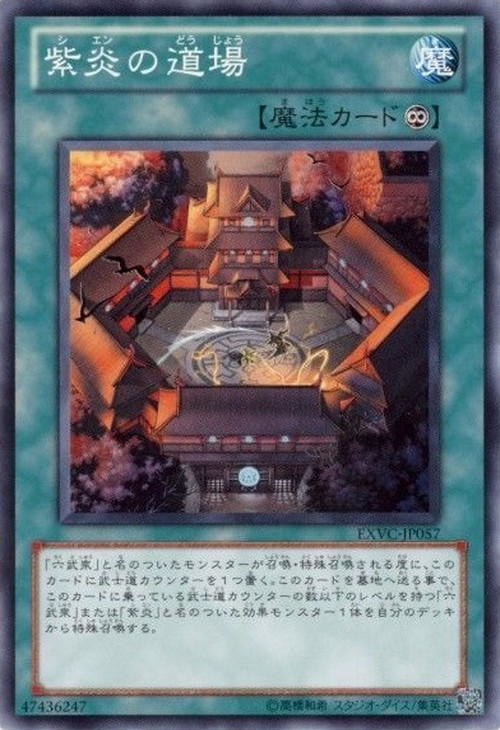 紫炎の道場
魔
【魔法カード】
EXVC-JP057
「六武衆」と名のついたモンスターが召喚・特殊召喚される度に、この
カードに武士道カウンターを1つ置く。このカードを墓地へ送る事で、
このカードに乗っている武士道カウンターの数以下のレベルを持つ「六
武衆」または「紫炎」と名のついた効果モンスター1体を自分のデッキ
から特殊召喚する。
47436247
©高橋和希 スタジオ・ダイス/集英社